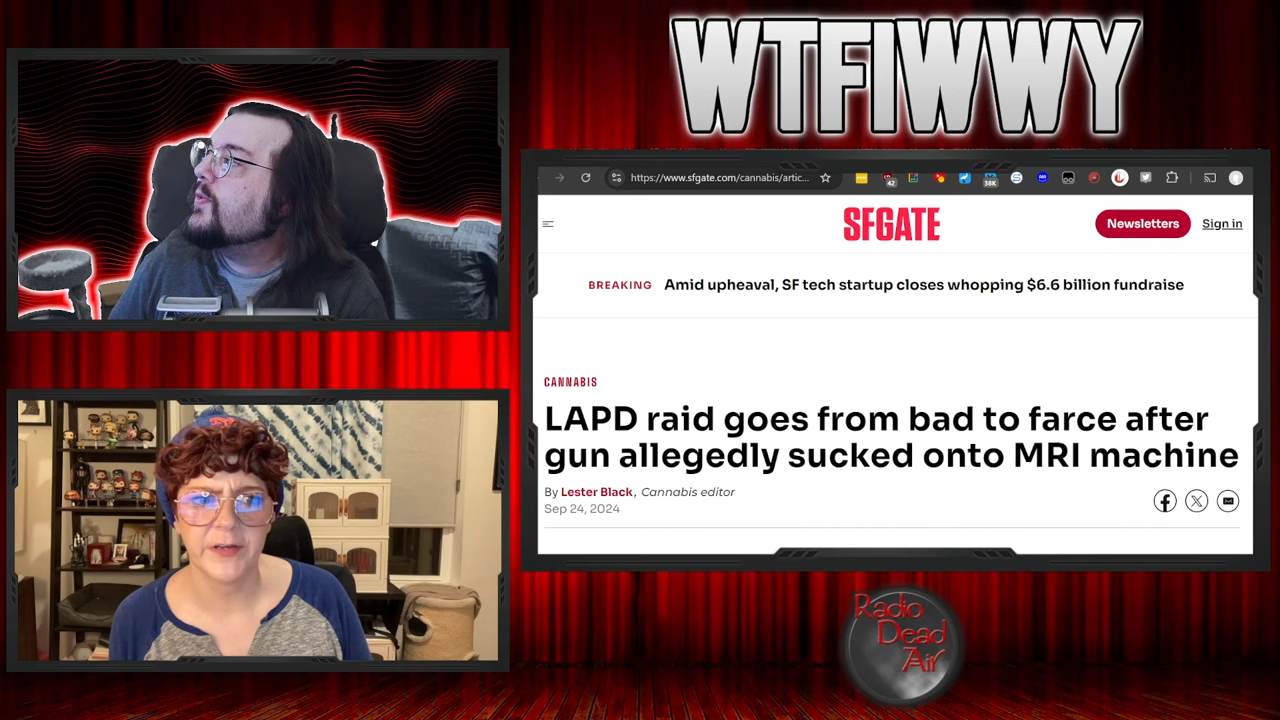 WTFIWWY
https://www.sfgate.com/cannabis/artic...
42
38K
SFGATE
Newsletters
Sign in
BREAKING Amid upheaval, SF tech startup closes whopping $6.6 billion fundraise
CANNABIS
LAPD raid goes from bad to farce after
gun allegedly sucked onto MRI machine
By Lester Black, Cannabis editor
Sep 24, 2024
Radio
Dead
Air